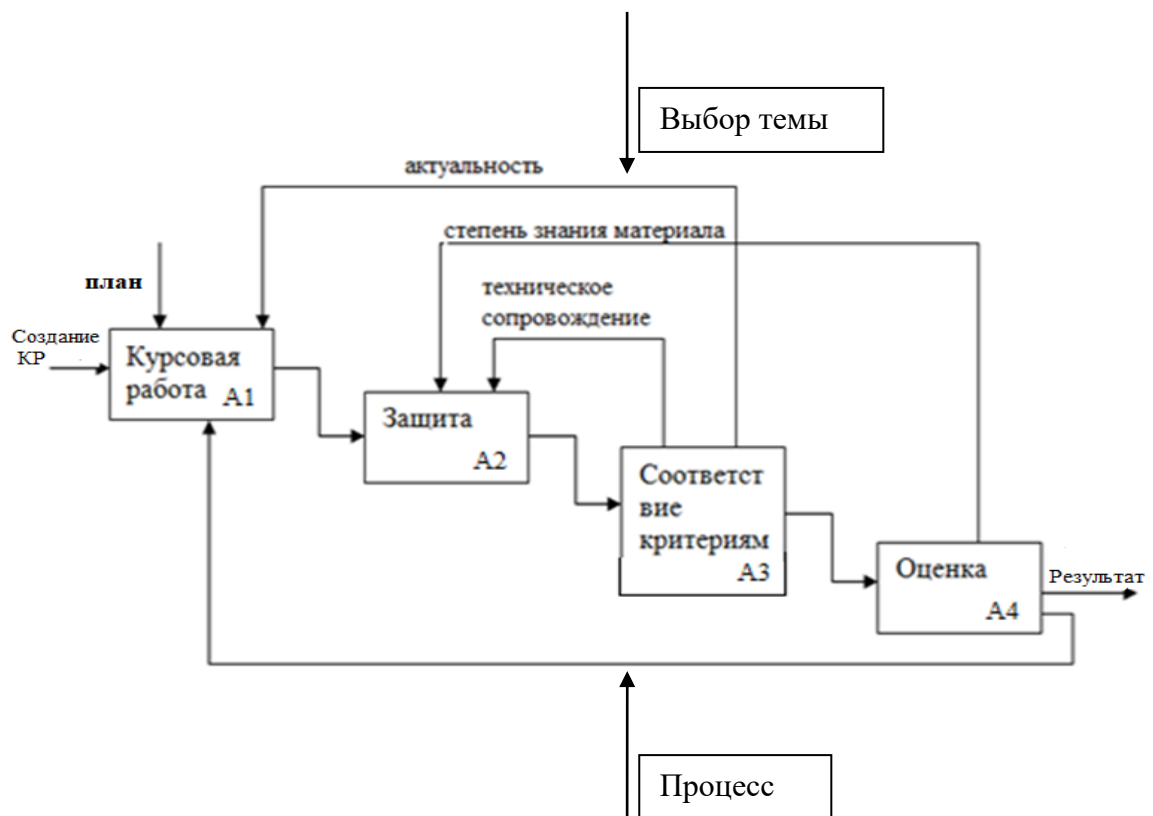 Выбор темы
актуальность
степень знания материала
план
техническое
сопровождение
Создание
КР
Курсовая
работа А1
Защита
А2
Соответст
вие
критериям
А3
Оценка
А4
Результат
Процесс